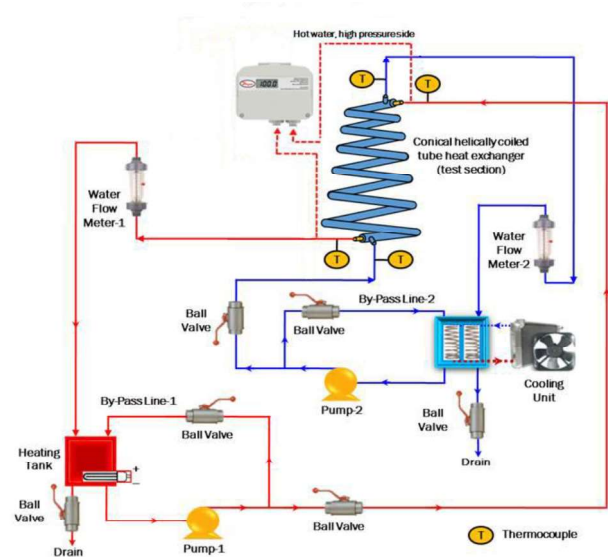 Hot water, high pressure side
100.0
T
T
Conical helically coiled
tube heat exchanger
(test section)
Water
Flow
Meter-1
Water
Flow
Meter-2
T
T
Ball
Valve
By-Pass Line-2
Ball Valve
Pump-2
Cooling
Unit
Ball
Valve
Drain
By-Pass Line-1
Ball Valve
Heating
Tank
+
–
Ball
Valve
Drain
Pump-1
Ball Valve
T Thermocouple